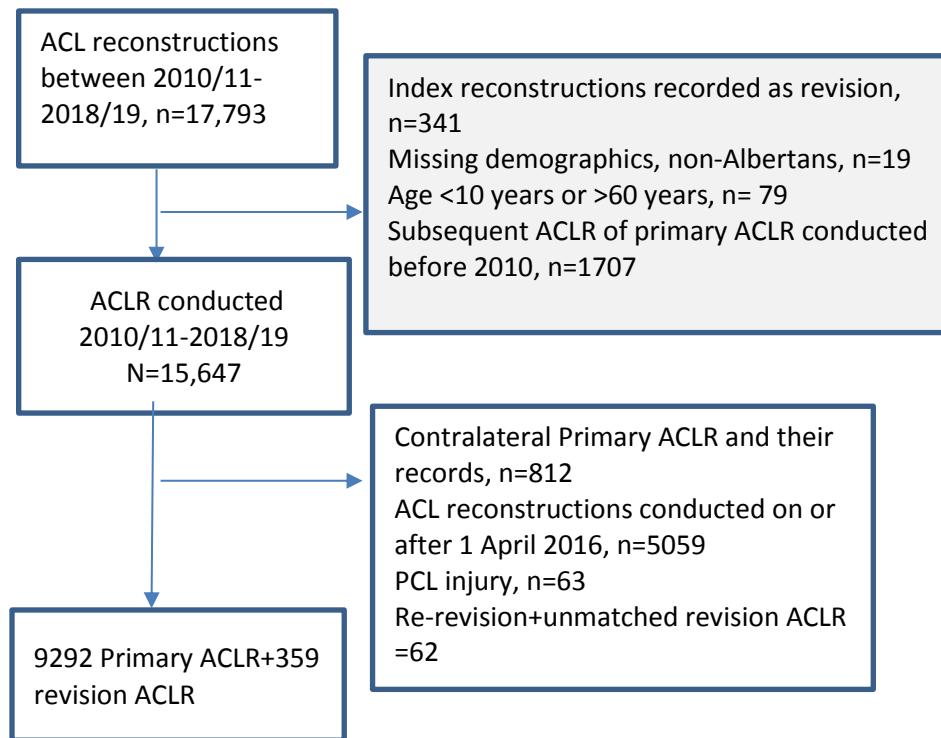 ACL reconstructions
between 2010/11-
2018/19, n=17,793
Index reconstructions recorded as revision,
n=341
Missing demographics, non-Albertans, n=19
Age <10 years or >60 years, n= 79
Subsequent ACLR of primary ACLR conducted
before 2010, n=1707
ACLR conducted
2010/11-2018/19
N=15,647
Contralateral Primary ACLR and their
records, n=812
ACL reconstructions conducted on or
after 1 April 2016, n=5059
PCL injury, n=63
Re-revision+unmatched revision ACLR
=62
9292 Primary ACLR+359
revision ACLR